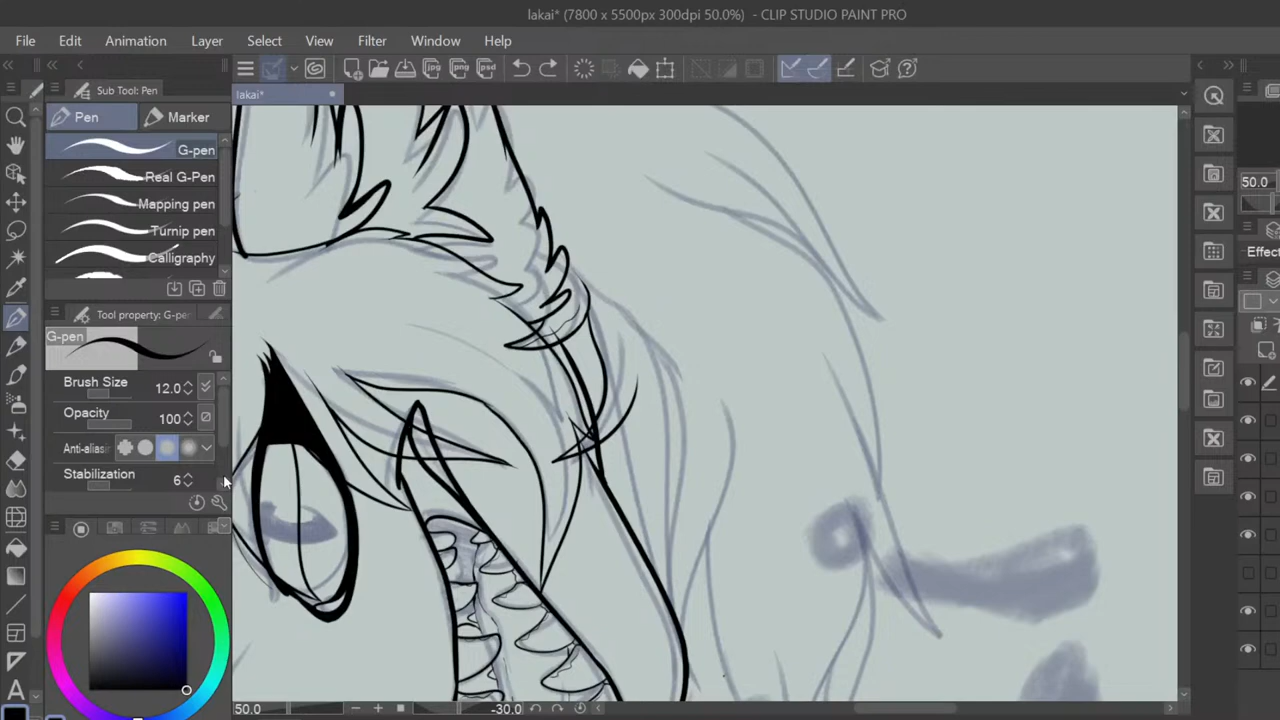 lakai* (7800 x 5500px 300dpi 50.0%) - CLIP STUDIO PAINT PRO
File Edit Animation Layer Select View Filter Window Help
Sub Tool: Pen
lakai*
Pen Marker
G-pen
Real G-Pen
Mapping pen
Turnip pen
Calligraphy
Tool property: G-pe
G-pen
Brush Size 12.0
Opacity 100
Anti-aliasi
Stabilization 6
50.0
Effect
50.0 -30.0